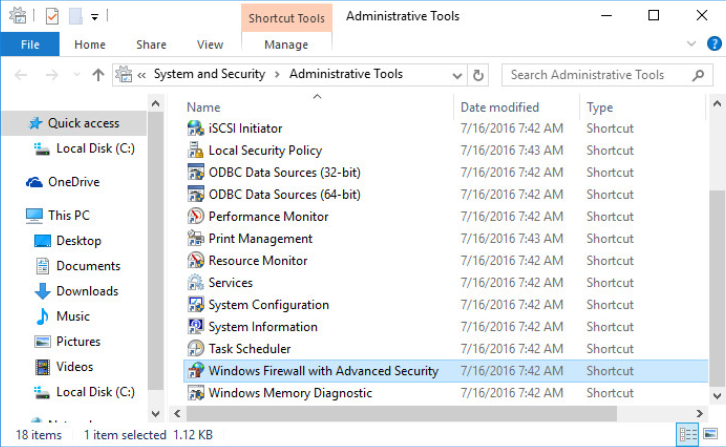 Shortcut Tools Administrative Tools
File Home Share View Manage
« System and Security > Administrative Tools Search Administrative Tools
Name Date modified Type
Quick access
Local Disk (C:)
OneDrive
This PC
Desktop
Documents
Downloads
Music
Pictures
Videos
Local Disk (C:)
iSCSI Initiator 7/16/2016 7:42 AM Shortcut
Local Security Policy 7/16/2016 7:43 AM Shortcut
ODBC Data Sources (32-bit) 7/16/2016 7:42 AM Shortcut
ODBC Data Sources (64-bit) 7/16/2016 7:42 AM Shortcut
Performance Monitor 7/16/2016 7:42 AM Shortcut
Print Management 7/16/2016 7:43 AM Shortcut
Resource Monitor 7/16/2016 7:42 AM Shortcut
Services 7/16/2016 7:42 AM Shortcut
System Configuration 7/16/2016 7:42 AM Shortcut
System Information 7/16/2016 7:42 AM Shortcut
Task Scheduler 7/16/2016 7:42 AM Shortcut
Windows Firewall with Advanced Security 7/16/2016 7:42 AM Shortcut
Windows Memory Diagnostic 7/16/2016 7:42 AM Shortcut
18 items 1 item selected 1.12 KB